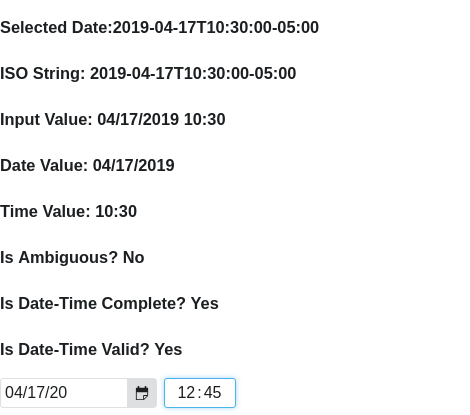 Selected Date:2019-04-17T10:30:00-05:00
ISO String: 2019-04-17T10:30:00-05:00
Input Value: 04/17/2019 10:30
Date Value: 04/17/2019
Time Value: 10:30
Is Ambiguous? No
Is Date-Time Complete? Yes
Is Date-Time Valid? Yes
04/17/20 12:45